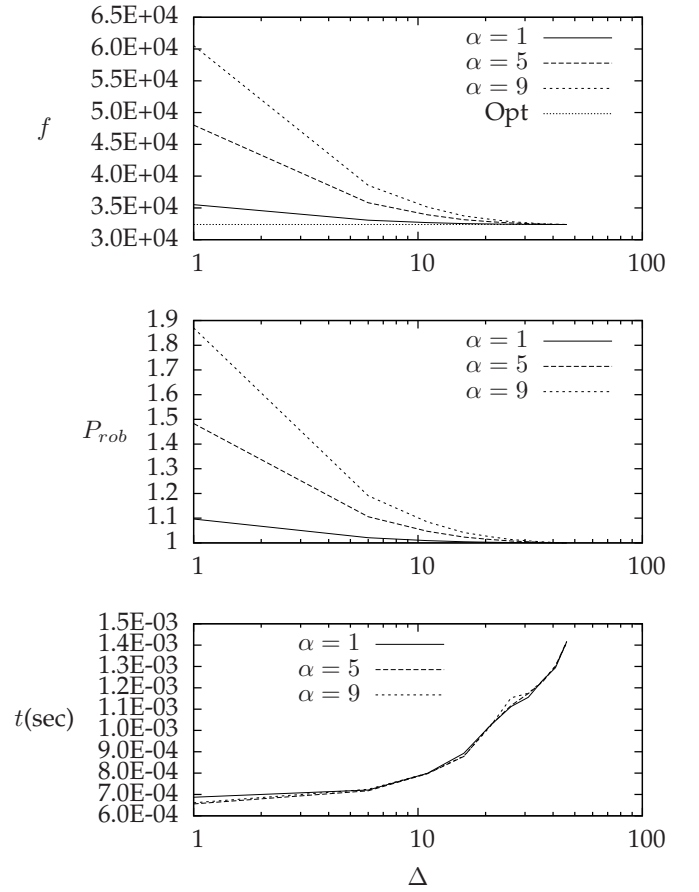 6.5E+04
6.0E+04
5.5E+04
5.0E+04
4.5E+04
4.0E+04
3.5E+04
3.0E+04
f
α = 1
α = 5
α = 9
Opt
1 10 100
1.9
1.8
1.7
1.6
1.5
1.4
1.3
1.2
1.1
1
P_rob
α = 1
α = 5
α = 9
1 10 100
1.5E-03
1.4E-03
1.3E-03
1.2E-03
1.1E-03
1.0E-03
9.0E-04
8.0E-04
7.0E-04
6.0E-04
t(sec)
α = 1
α = 5
α = 9
1 10 100
Δ